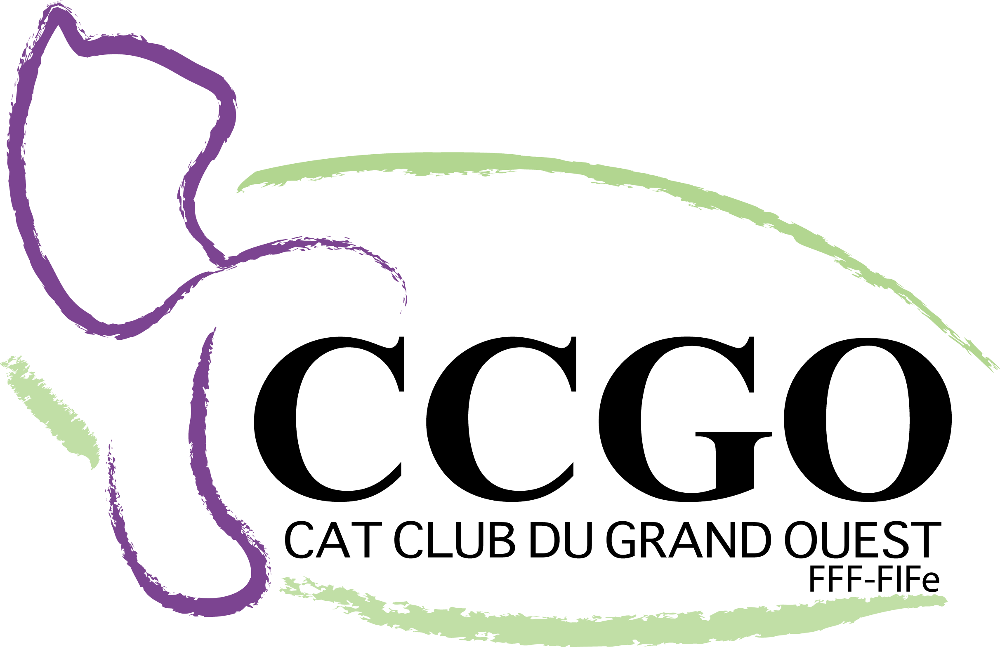 CCGO
CAT CLUB DU GRAND OUEST
FFF-FIFe